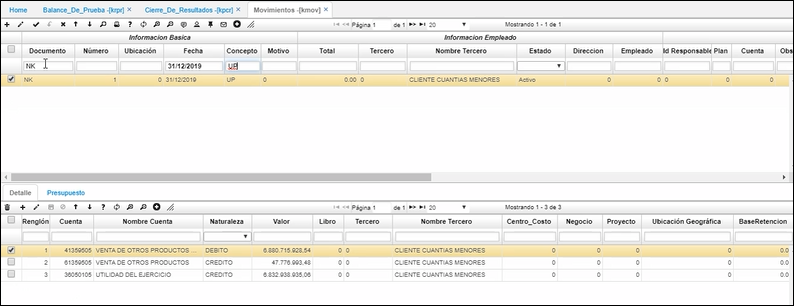 Home Balance_De_Prueba -[krpr] × Cierre_De_Resultados -[kpcr] × Movimientos -[kmov] ×
Página 1 de 1 20 Mostrando 1 - 1 de 1
Informacion Basica Informacion Empleado
Documento Número Ubicación Fecha Concepto Motivo Total Tercero Nombre Tercero Estado Direccion Empleado Id Responsable Plan Cuenta Obs
NK 31/12/2019 UP
NK 1 0 31/12/2019 UP 0 0.00 0 CLIENTE CUANTIAS MENORES Activo 0 0 0 0 0
Detalle Presupuesto
Página 1 de 1 20 Mostrando 1 - 3 de 3
Renglón Cuenta Nombre Cuenta Naturaleza Valor Libro Tercero Nombre Tercero Centro_Costo Negocio Proyecto Ubicación Geográfica BaseRetencion
1 41359505 VENTA DE OTROS PRODUCTOS ... DEBITO 6.880.715.928,54 0 0 CLIENTE CUANTIAS MENORES 0 0 0 0 0.0
2 61359505 VENTA DE OTROS PRODUCTOS ... CREDITO 47.776.993,48 0 0 CLIENTE CUANTIAS MENORES 0 0 0 0 0.0
3 36050105 UTILIDAD DEL EJERCICIO CREDITO 6.832.938.935,06 0 0 CLIENTE CUANTIAS MENORES 0 0 0 0 0.0